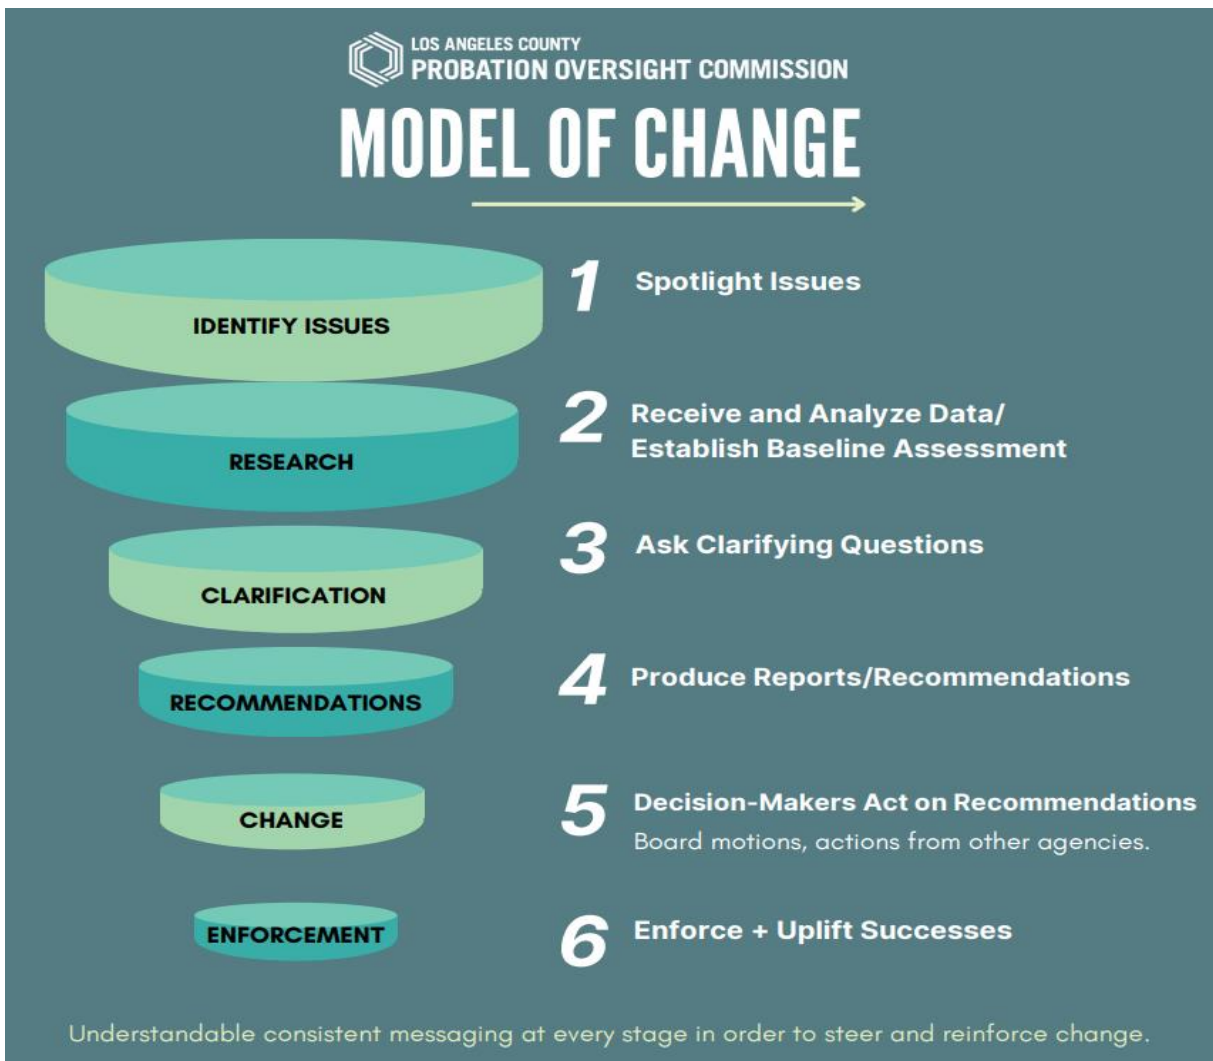 LOS ANGELES COUNTY
PROBATION OVERSIGHT COMMISSION
MODEL OF CHANGE
IDENTIFY ISSUES
1 Spotlight Issues
RESEARCH
2 Receive and Analyze Data/
Establish Baseline Assessment
CLARIFICATION
3 Ask Clarifying Questions
RECOMMENDATIONS
4 Produce Reports/Recommendations
CHANGE
5 Decision-Makers Act on Recommendations
Board motions, actions from other agencies.
ENFORCEMENT
6 Enforce + Uplift Successes
Understandable consistent messaging at every stage in order to steer and reinforce change.